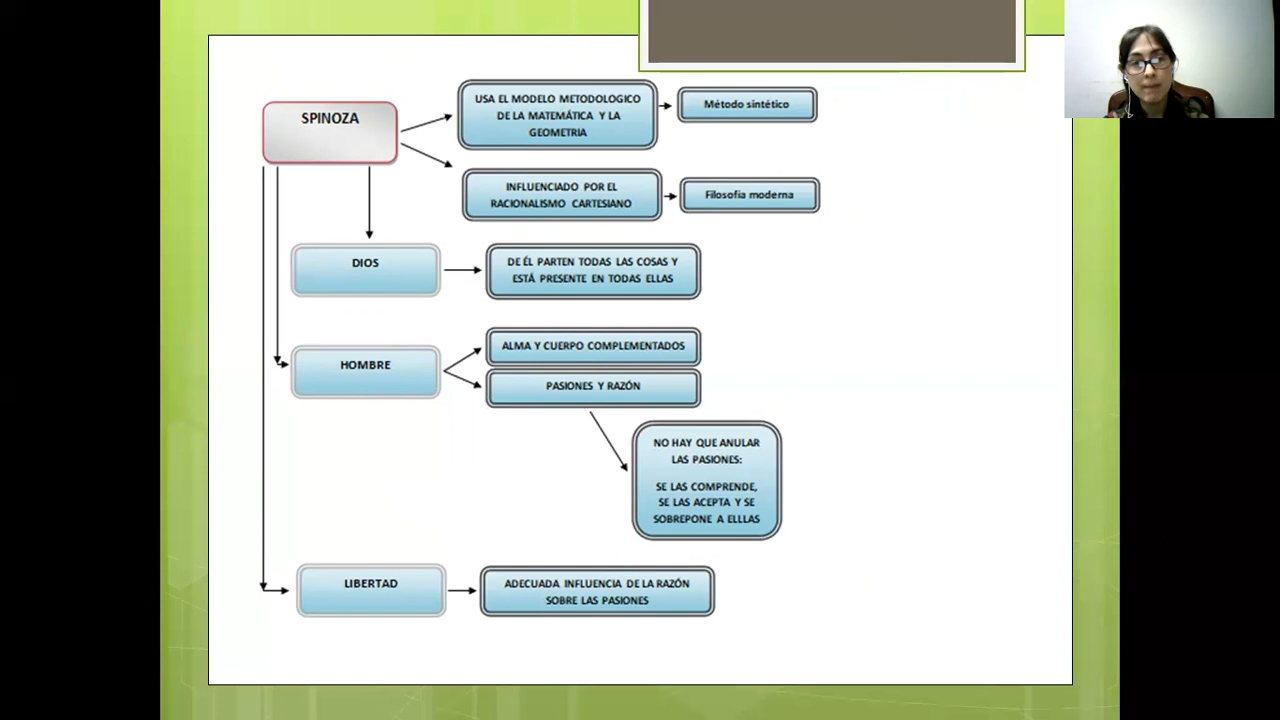 SPINOZA
USA EL MODELO METODOLOGICO
DE LA MATEMÁTICA Y LA
GEOMETRIA
Método sintético
INFLUENCIADO POR EL
RACIONALISMO CARTESIANO
Filosofía moderna
DIOS
DE ÉL PARTEN TODAS LAS COSAS Y
ESTÁ PRESENTE EN TODAS ELLAS
HOMBRE
ALMA Y CUERPO COMPLEMENTADOS
PASIONES Y RAZÓN
NO HAY QUE ANULAR
LAS PASIONES:
SE LAS COMPRENDE,
SE LAS ACEPTA Y SE
SOBREPONE A ELLLAS
LIBERTAD
ADECUADA INFLUENCIA DE LA RAZÓN
SOBRE LAS PASIONES